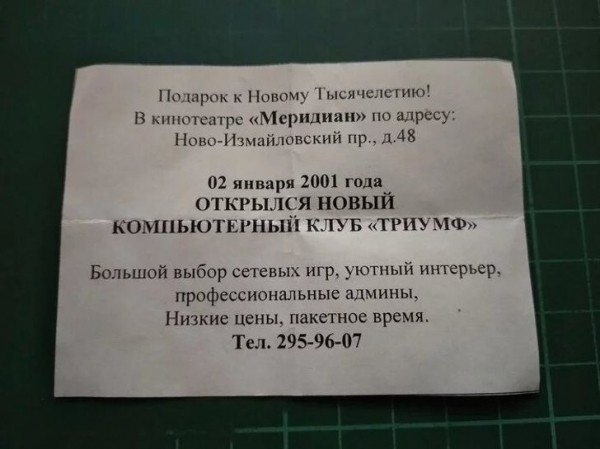 Подарок к Новому Тысячелетию!
В кинотеатре «Меридиан» по адресу:
Ново-Измайловский пр., д.48
02 января 2001 года
ОТКРЫЛСЯ НОВЫЙ
КОМПЬЮТЕРНЫЙ КЛУБ «ТРИУМФ»
Большой выбор сетевых игр, уютный интерьер,
профессиональные админы,
Низкие цены, пакетное время.
Тел. 295-96-07